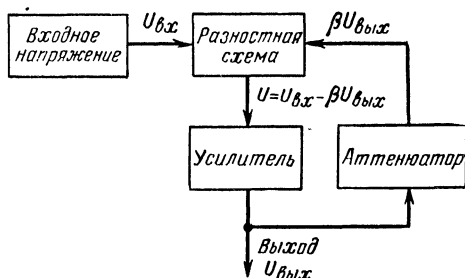 Входное
напряжение
Uвх
Разностная
схема
βUвых
U=Uвх-βUвых
Усилитель
Аттенюатор
Выход
Uвых